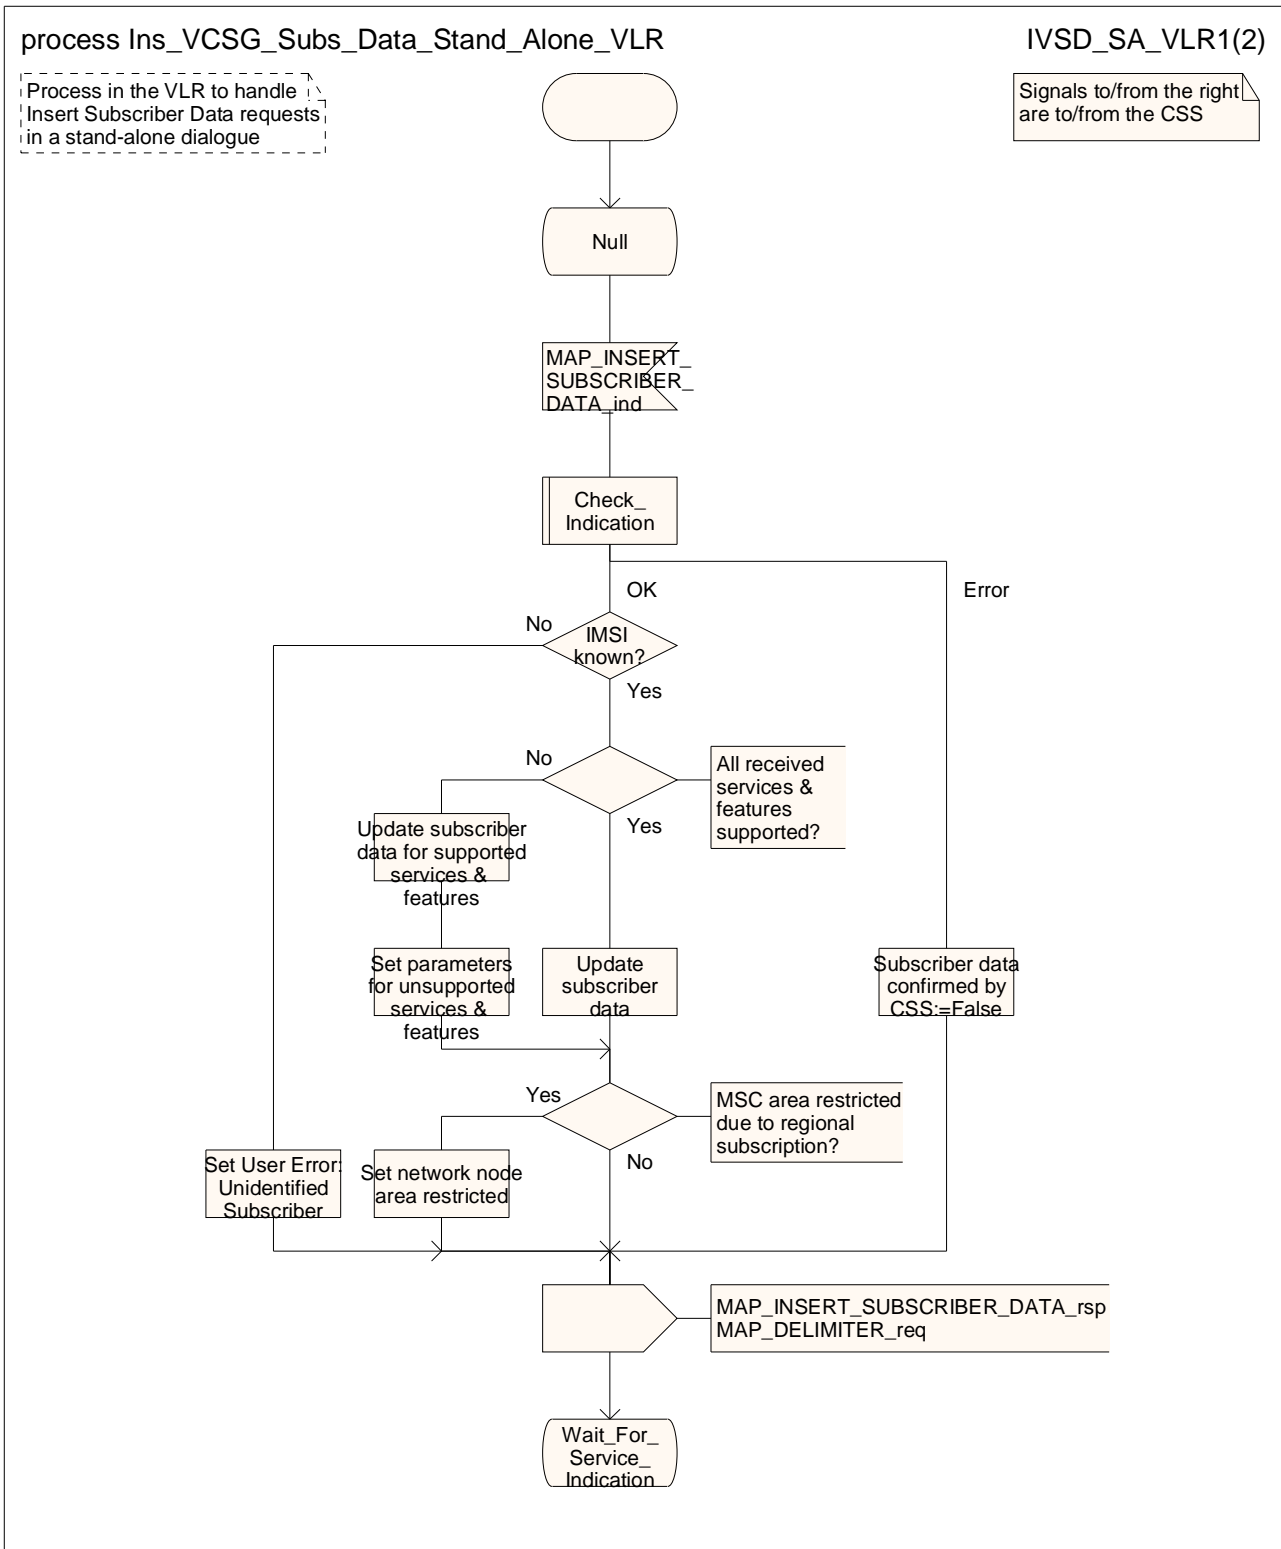 process Ins_VCSG_Subs_Data_Stand_Alone_VLR
IVSD_SA_VLR1(2)
Process in the VLR to handle
Insert Subscriber Data requests
in a stand-alone dialogue
Signals to/from the right
are to/from the CSS
Null
MAP_INSERT_
SUBSCRIBER_
DATA_ind
Check_
Indication
OK
Error
No
IMSI
known?
Yes
No
All received
services &
features
supported?
Yes
Update subscriber
data for supported
services &
features
Set parameters
for unsupported
services &
features
Update
subscriber
data
Subscriber data
confirmed by
CSS:=False
Yes
MSC area restricted
due to regional
subscription?
No
Set User Error:
Unidentified
Subscriber
Set network node
area restricted
MAP_INSERT_SUBSCRIBER_DATA_rsp
MAP_DELIMITER_req
Wait_For_
Service_
Indication